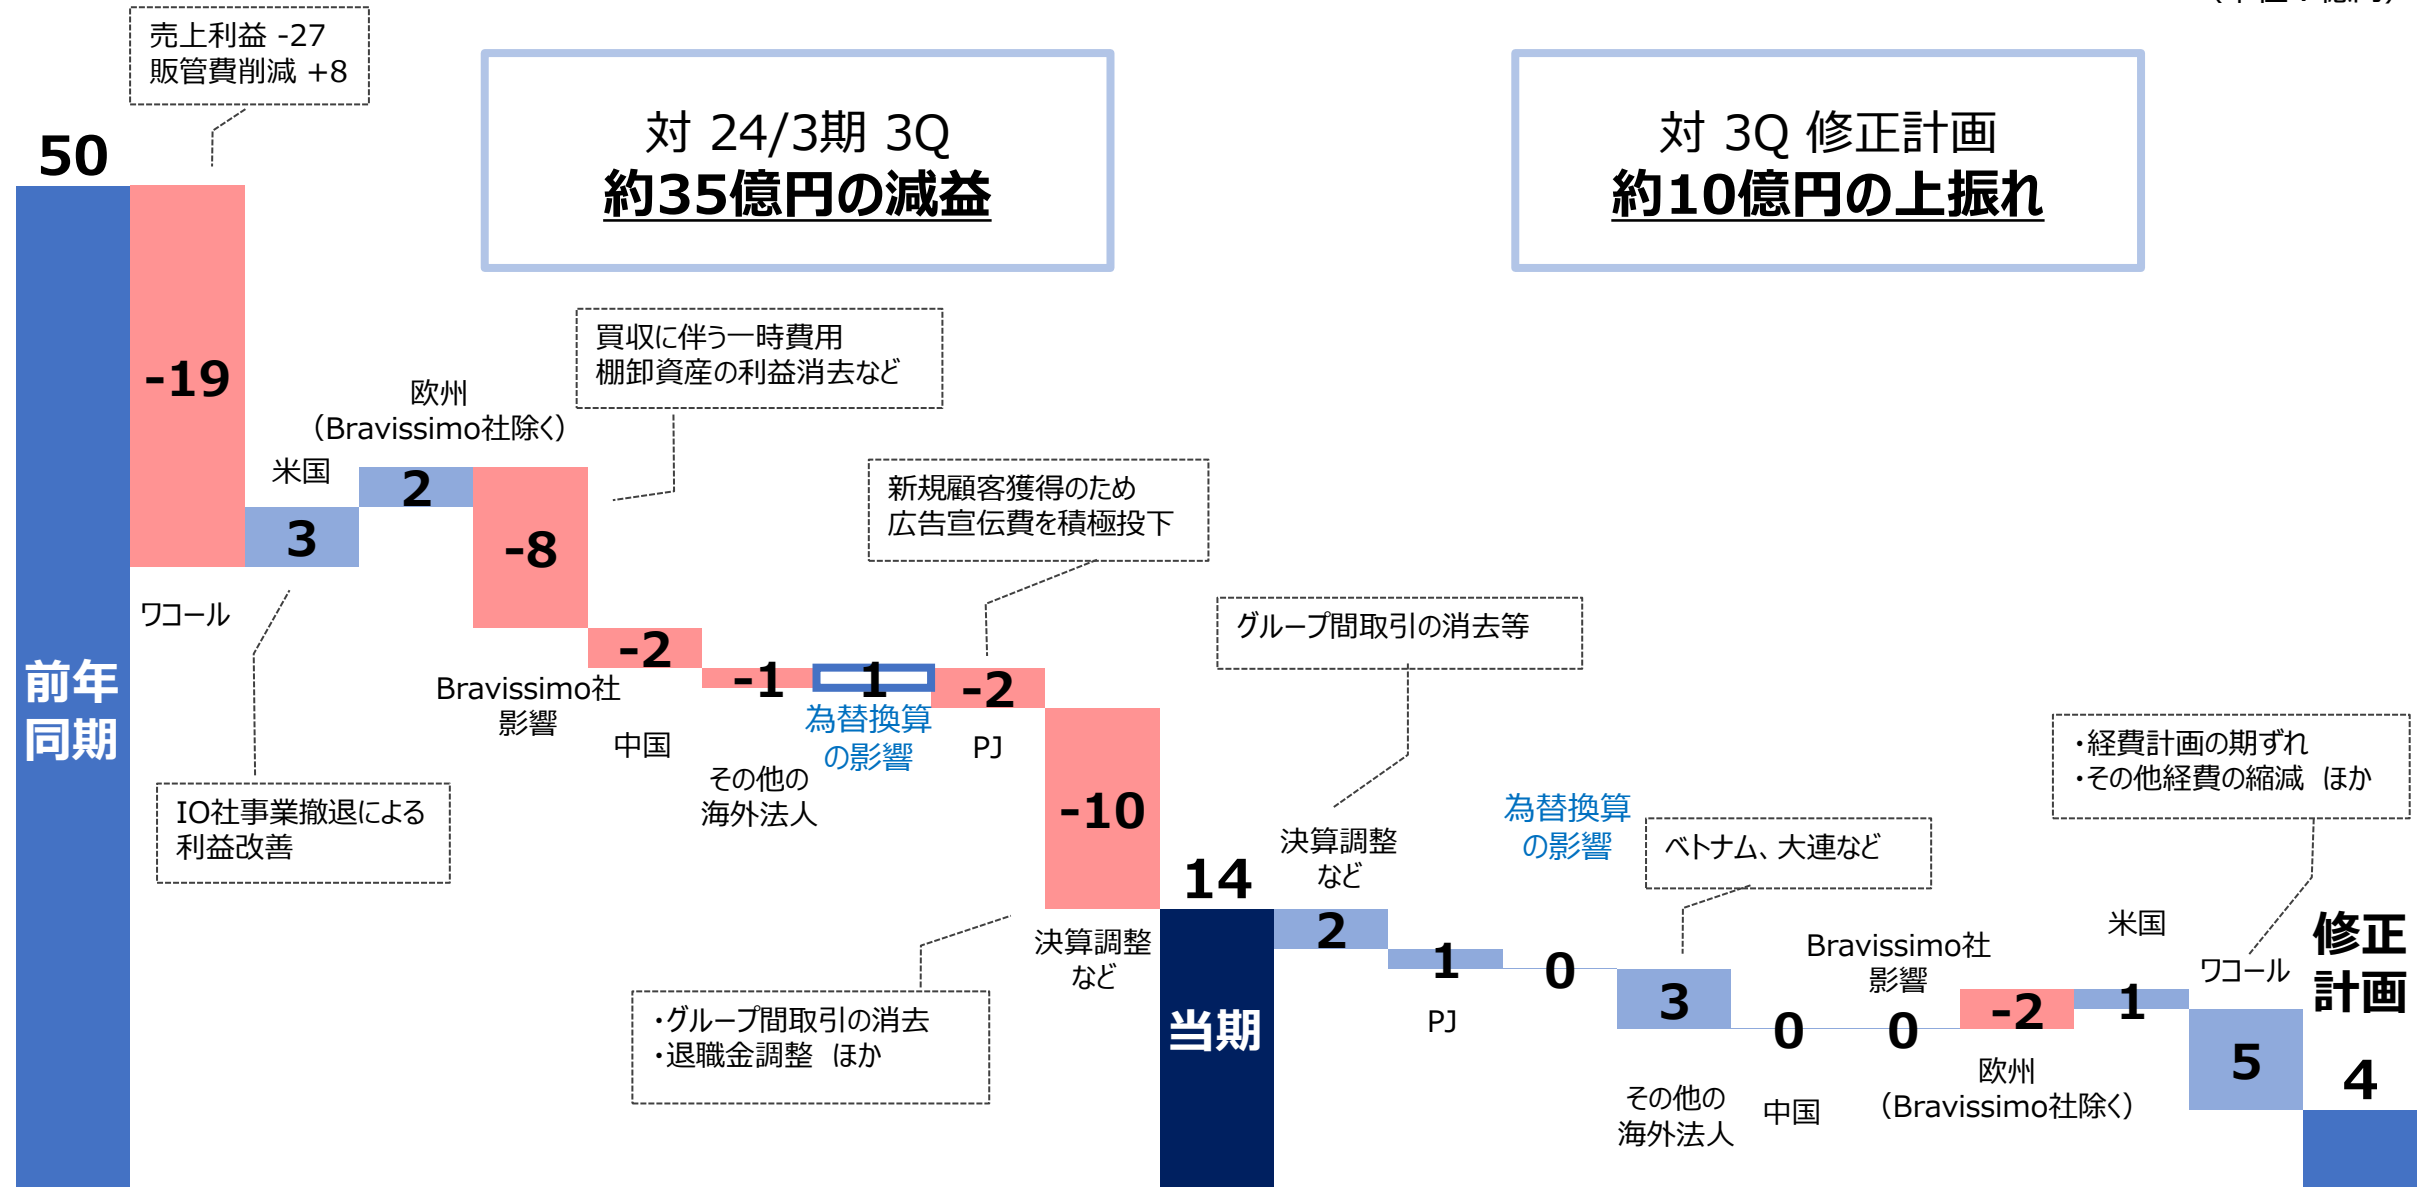 売上利益 -27
販管費削減 +8
対 24/3期 3Q
約35億円の減益
対 3Q 修正計画
約10億円の上振れ
50
前年
同期
-19
ワコール
米国
3
IO社事業撤退による
利益改善
欧州
（Bravissimo社除く）
2
買収に伴う一時費用
棚卸資産の利益消去など
-8
Bravissimo社
影響
-2
中国
-1
その他の
海外法人
1
為替換算
の影響
新規顧客獲得のため
広告宣伝費を積極投下
-2
PJ
-10
決算調整
など
・グループ間取引の消去
・退職金調整 ほか
14
当期
グループ間取引の消去等
決算調整
など
2
1
PJ
為替換算
の影響
0
ベトナム、大連など
3
その他の
海外法人
0
中国
Bravissimo社
影響
0
-2
欧州
（Bravissimo社除く）
米国
1
・経費計画の期ずれ
・その他経費の縮減 ほか
ワコール
5
修正
計画
4